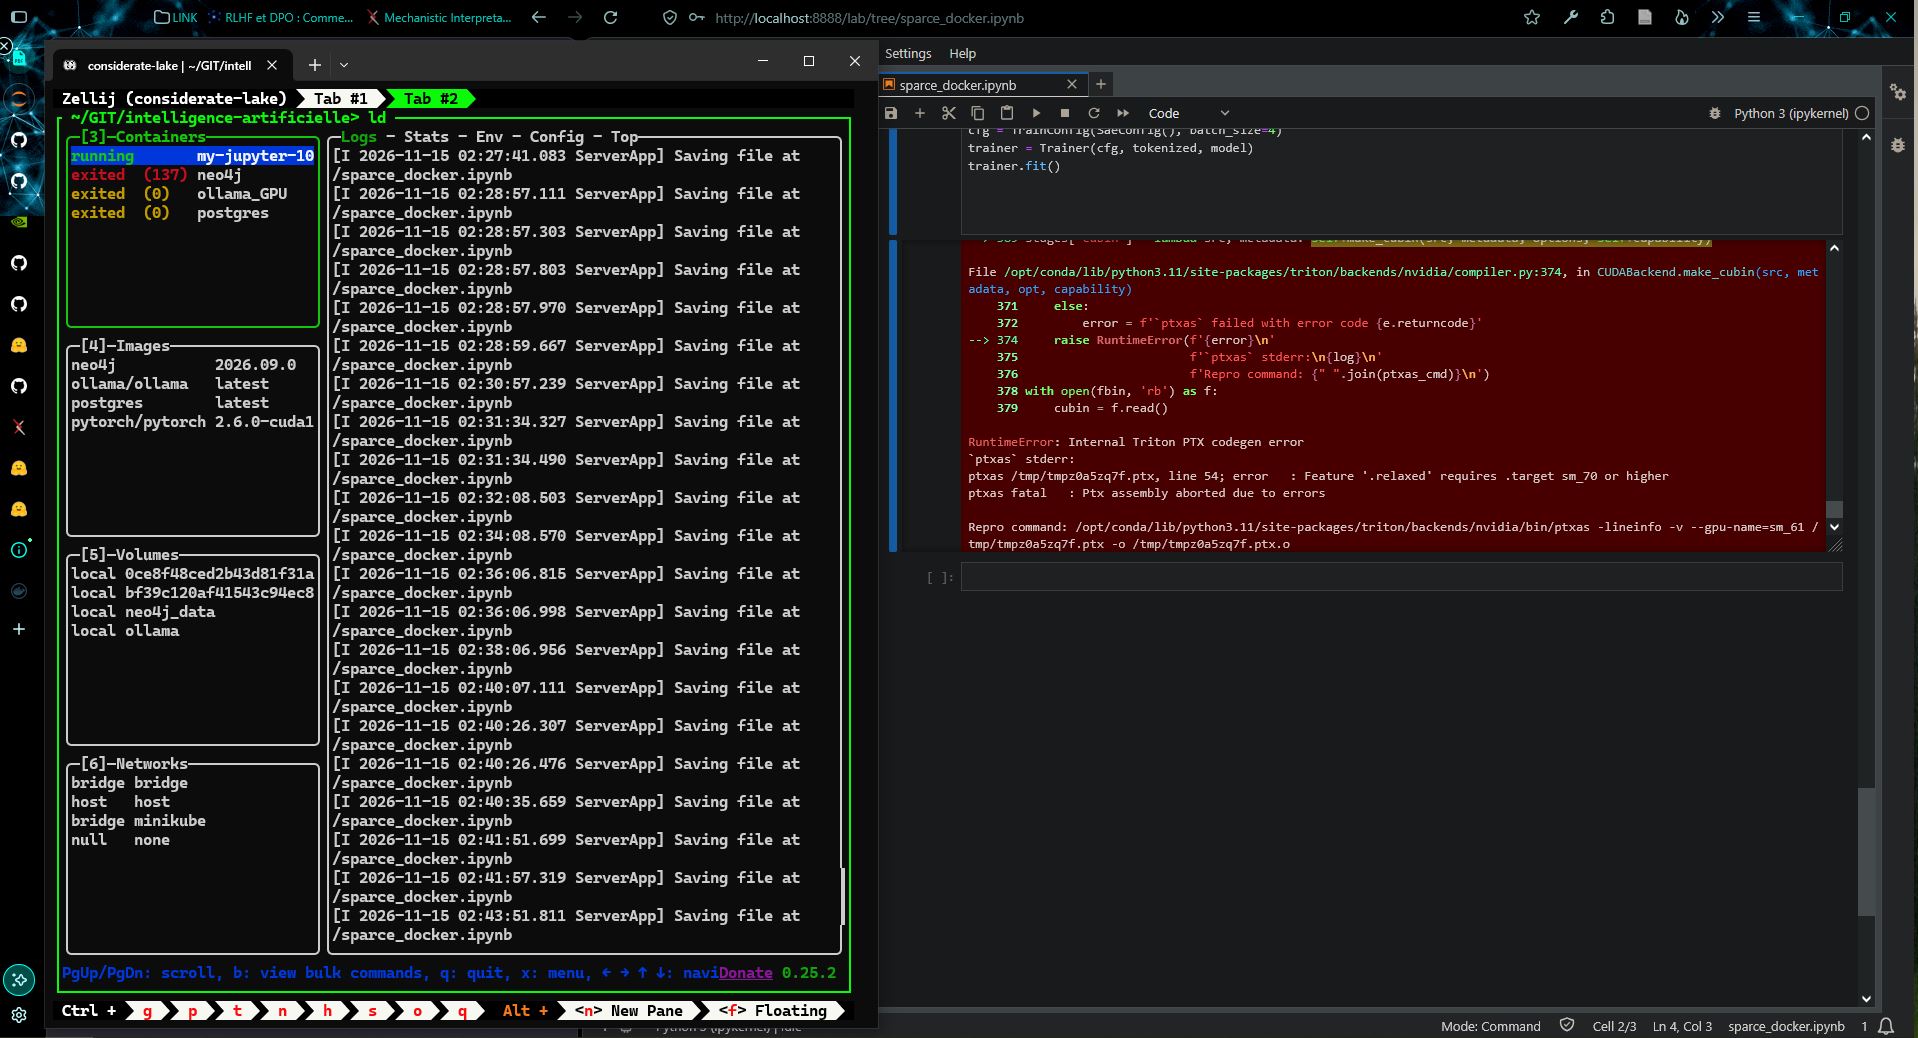 LINK
RLHF et DPO : Comme...
Mechanistic Interpreta...
http://localhost:8888/lab/tree/sparce_docker.ipynb
considerate-lake | ~/GIT/intell
Zellij (considerate-lake) Tab #1 Tab #2
~/GIT/intelligence-artificielle> ld
[3]-Containers
running my-jupyter-10
exited (137) neo4j
exited (0) ollama_GPU
exited (0) postgres
[4]-Images
neo4j 2026.09.0
ollama/ollama latest
postgres latest
pytorch/pytorch 2.6.0-cuda1
[5]-Volumes
local 0ce8f48ced2b43d81f31a
local bf39c120af41543c94ec8
local neo4j_data
local ollama
[6]-Networks
bridge bridge
host host
bridge minikube
null none
Logs - Stats - Env - Config - Top
[I 2026-11-15 02:27:41.083 ServerApp] Saving file at
/sparce_docker.ipynb
[I 2026-11-15 02:28:57.111 ServerApp] Saving file at
/sparce_docker.ipynb
[I 2026-11-15 02:28:57.303 ServerApp] Saving file at
/sparce_docker.ipynb
[I 2026-11-15 02:28:57.803 ServerApp] Saving file at
/sparce_docker.ipynb
[I 2026-11-15 02:28:57.970 ServerApp] Saving file at
/sparce_docker.ipynb
[I 2026-11-15 02:28:59.667 ServerApp] Saving file at
/sparce_docker.ipynb
[I 2026-11-15 02:30:57.239 ServerApp] Saving file at
/sparce_docker.ipynb
[I 2026-11-15 02:31:34.327 ServerApp] Saving file at
/sparce_docker.ipynb
[I 2026-11-15 02:31:34.490 ServerApp] Saving file at
/sparce_docker.ipynb
[I 2026-11-15 02:32:08.503 ServerApp] Saving file at
/sparce_docker.ipynb
[I 2026-11-15 02:34:08.570 ServerApp] Saving file at
/sparce_docker.ipynb
[I 2026-11-15 02:36:06.815 ServerApp] Saving file at
/sparce_docker.ipynb
[I 2026-11-15 02:36:06.998 ServerApp] Saving file at
/sparce_docker.ipynb
[I 2026-11-15 02:38:06.956 ServerApp] Saving file at
/sparce_docker.ipynb
[I 2026-11-15 02:40:07.111 ServerApp] Saving file at
/sparce_docker.ipynb
[I 2026-11-15 02:40:26.307 ServerApp] Saving file at
/sparce_docker.ipynb
[I 2026-11-15 02:40:26.476 ServerApp] Saving file at
/sparce_docker.ipynb
[I 2026-11-15 02:40:35.659 ServerApp] Saving file at
/sparce_docker.ipynb
[I 2026-11-15 02:41:51.699 ServerApp] Saving file at
/sparce_docker.ipynb
[I 2026-11-15 02:41:57.319 ServerApp] Saving file at
/sparce_docker.ipynb
[I 2026-11-15 02:43:51.811 ServerApp] Saving file at
/sparce_docker.ipynb
PgUp/PgDn: scroll, b: view bulk commands, q: quit, x: menu, ← → ↑ ↓: naviDonate 0.25.2
Ctrl + g p t n h s o q Alt + <n> New Pane <f> Floating
Settings Help
sparce_docker.ipynb
Code
Python 3 (ipykernel)
cfg = TrainConfig(SaeConfig(), batch_size=4)
trainer = Trainer(cfg, tokenized, model)
trainer.fit()
File /opt/conda/lib/python3.11/site-packages/triton/backends/nvidia/compiler.py:374, in CUDABackend.make_cubin(src, met
adata, opt, capability)
371 else:
372 error = f'`ptxas` failed with error code {e.returncode}'
--> 374 raise RuntimeError(f'{error}\n'
375 f'`ptxas` stderr:\n{log}\n'
376 f'Repro command: {" ".join(ptxas_cmd)}\n')
378 with open(fbin, 'rb') as f:
379 cubin = f.read()
RuntimeError: Internal Triton PTX codegen error
`ptxas` stderr:
ptxas /tmp/tmpz0a5zq7f.ptx, line 54; error : Feature '.relaxed' requires .target sm_70 or higher
ptxas fatal : Ptx assembly aborted due to errors
Repro command: /opt/conda/lib/python3.11/site-packages/triton/backends/nvidia/bin/ptxas -lineinfo -v --gpu-name=sm_61 /
tmp/tmpz0a5zq7f.ptx -o /tmp/tmpz0a5zq7f.ptx.o
[ ]:
Mode: Command Cell 2/3 Ln 4, Col 3 sparce_docker.ipynb 1